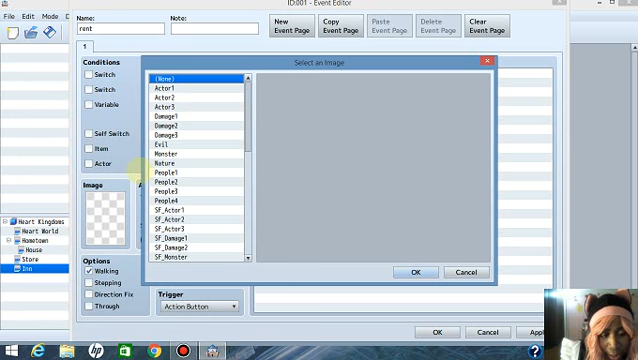 ID:001 - Event Editor
File Edit Mo
Name: Note:
rent
New Event Page
Copy Event Page
Paste Event Page
Delete Event Page
Clear Event Page
1
Conditions
Switch
Switch
Variable
Self Switch
Item
Actor
Image
A
Options
Walking
Stepping
Direction Fix
Through
Trigger
Action Button
Select an Image
(None)
Actor1
Actor2
Actor3
Damage1
Damage2
Damage3
Evil
Monster
Nature
People1
People2
People3
People4
SF_Actor1
SF_Actor2
SF_Actor3
SF_Damage1
SF_Damage2
SF_Monster
OK Cancel
Heart Kingdoms
Heart World
Hometown
House
Store
Inn
OK Cancel Appl
hp